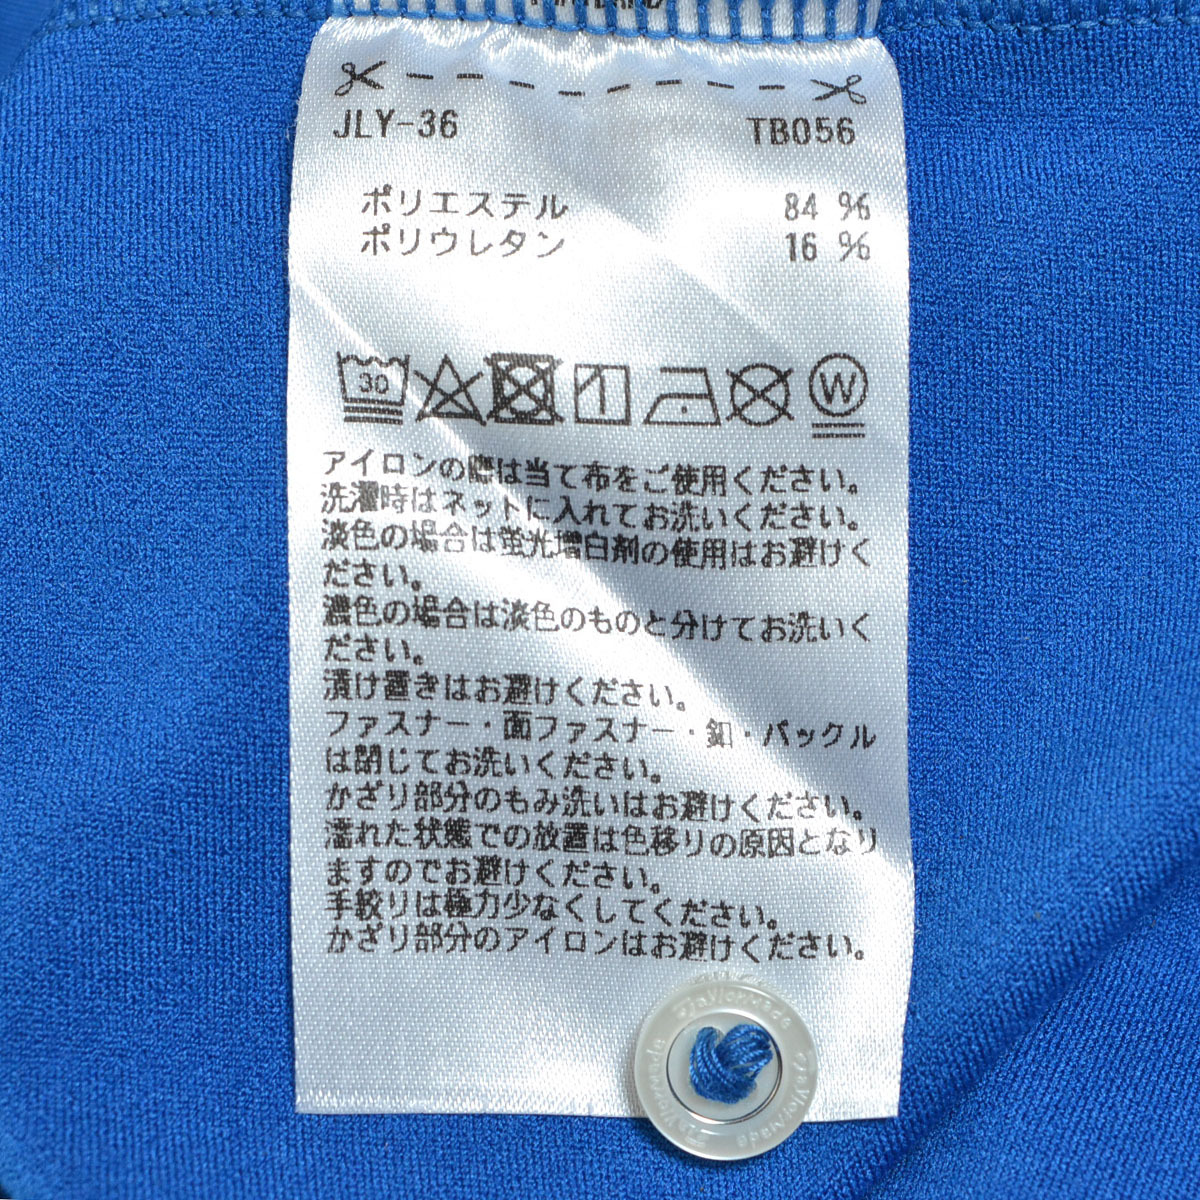 JLY-36 TB056
ポリエステル 84 %
ポリウレタン 16 %
30 W
アイロンの際は当て布をご使用ください。
洗濯時はネットに入れてお洗いください。
淡色の場合は蛍光増白剤の使用はお避けく
ださい。
濃色の場合は淡色のものと分けてお洗いく
ださい。
漬け置きはお避けください。
ファスナー・面ファスナー・釦・バックル
は閉じてお洗いください。
かざり部分のもみ洗いはお避けください。
濡れた状態での放置は色移りの原因となり
ますのでお避けください。
手絞りは極力少なくしてください。
かざり部分のアイロンはお避けください。
TaylorMade
TaylorMade
TaylorMade